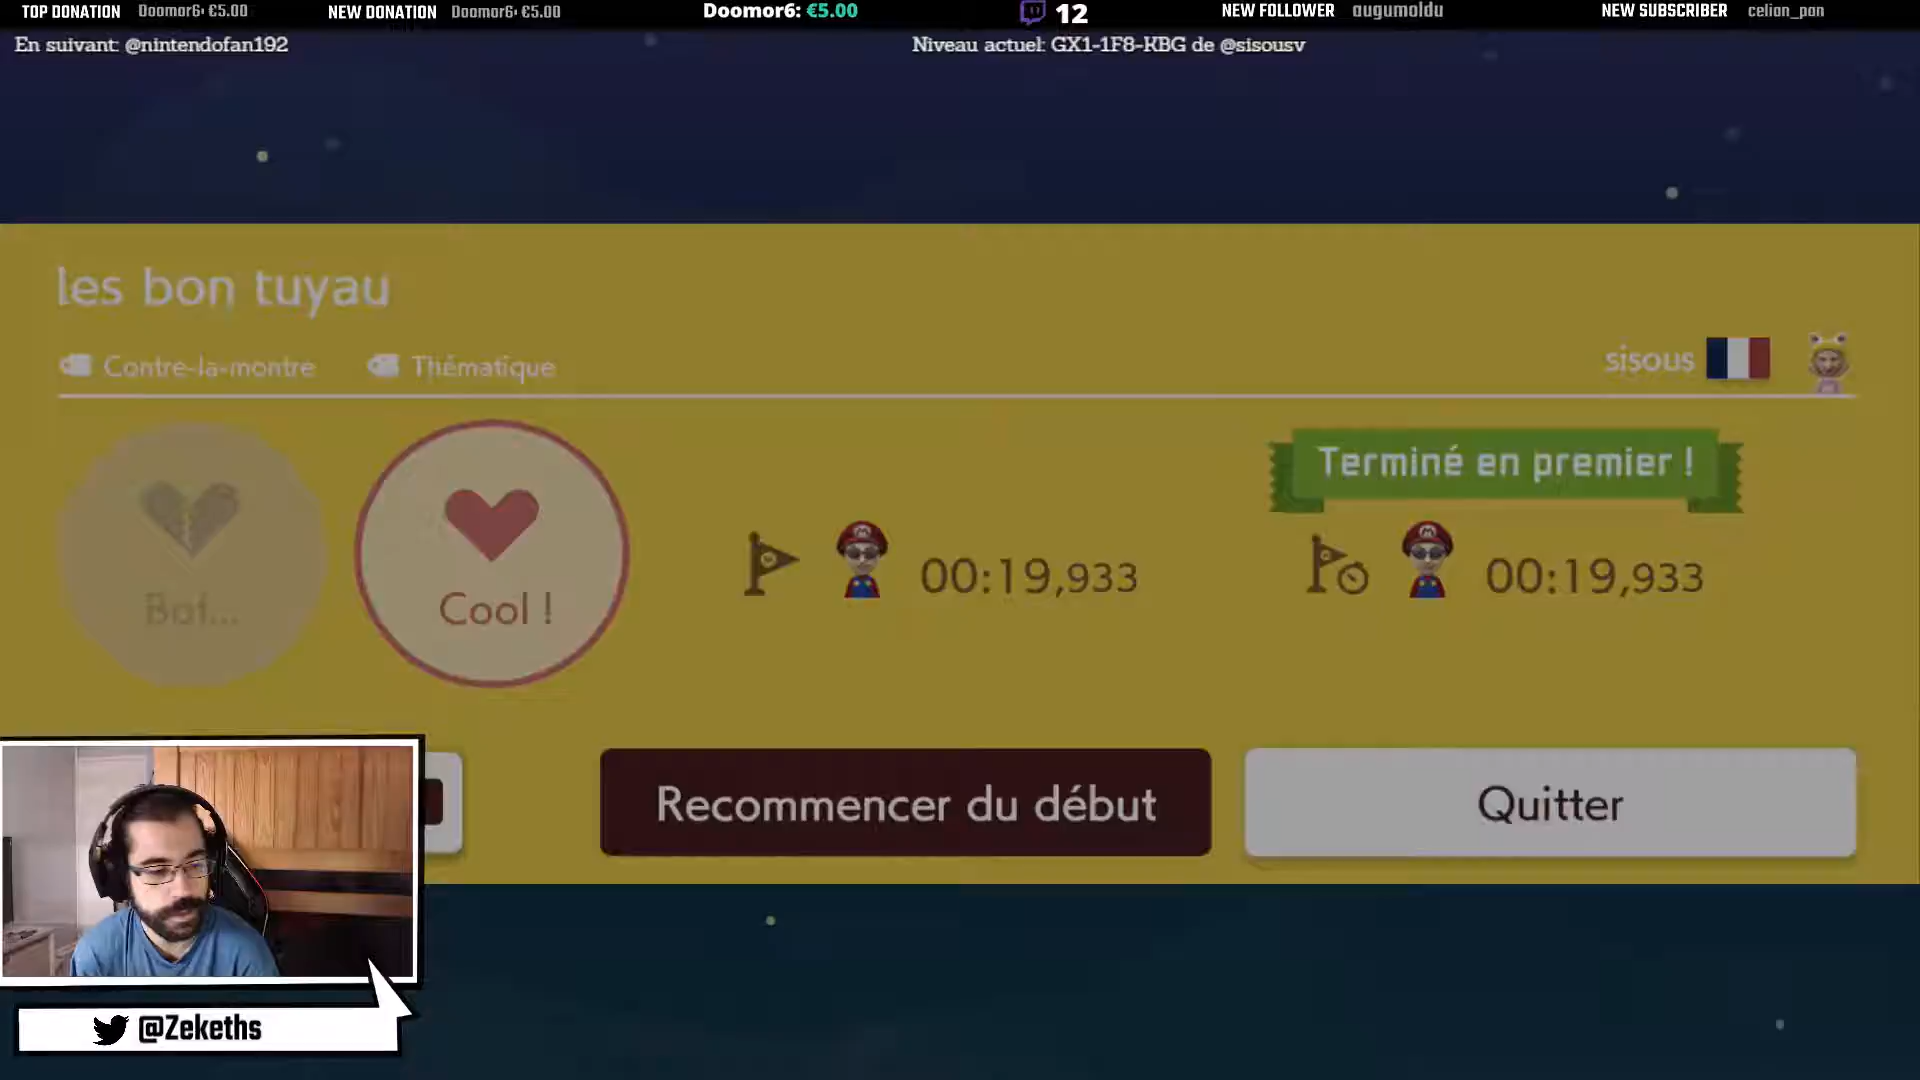 TOP DONATION Doomor6: €5.00 NEW DONATION Doomor6: €5.00 Doomor6: €5.00 12 NEW FOLLOWER augumoldu NEW SUBSCRIBER celian_pan
En suivant: @nintendofan192 Niveau actuel: GX1-1F8-KBG de @sisousv
les bon tuyau
Contre-la-montre Thématique sisous
Terminé en premier !
00:19,933 00:19,933
Bof... Cool !
Recommencer du début Quitter
@Zekeths